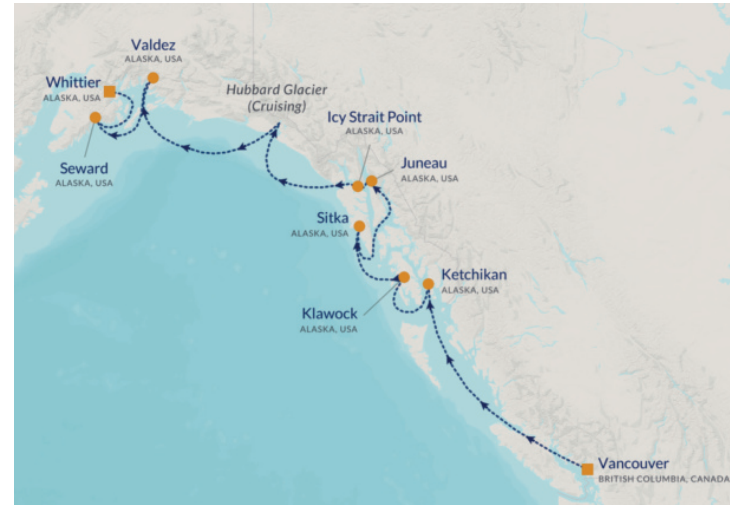 Valdez
ALASKA, USA
Whittier
ALASKA, USA
Hubbard Glacier
(Cruising)
Icy Strait Point
ALASKA, USA
Seward
ALASKA, USA
Juneau
ALASKA, USA
Sitka
ALASKA, USA
Ketchikan
ALASKA, USA
Klawock
ALASKA, USA
Vancouver
BRITISH COLUMBIA, CANADA